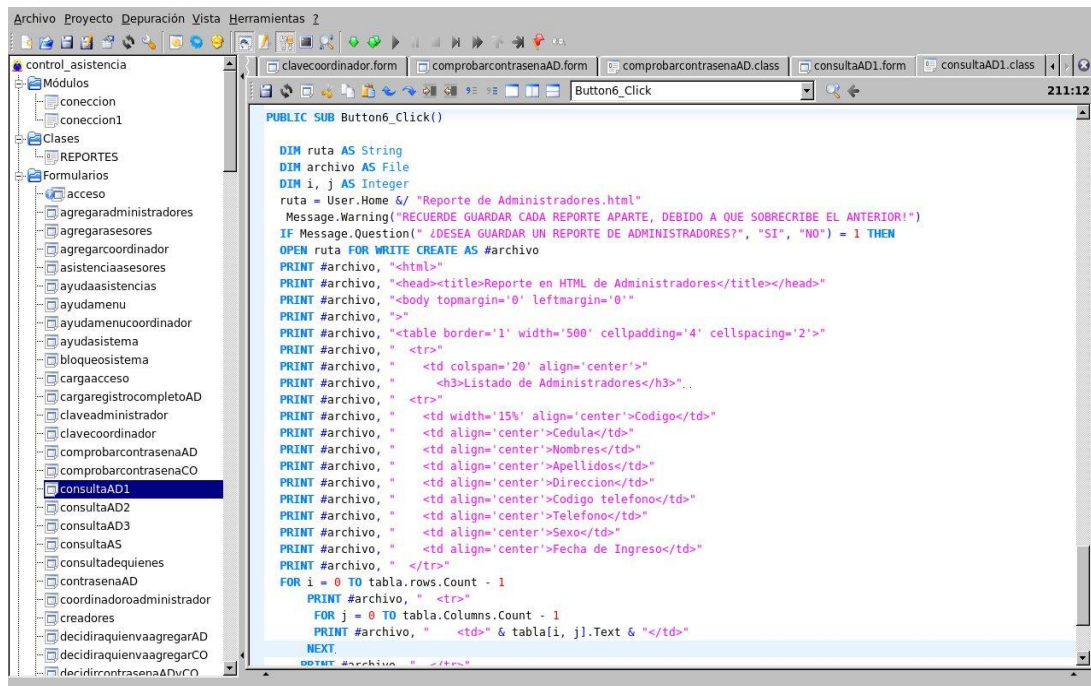 Archivo Proyecto Depuración Vista Herramientas ?
control_asistencia
Módulos
coneccion
coneccion1
Clases
REPORTES
Formularios
acceso
agregaradministradores
agregarasesores
agregarcoordinador
asistenciaasesores
ayudaasistencias
ayudamenu
ayudamenucoordinador
ayudasistema
bloqueosistema
cargaacceso
cargaregistrocompletoAD
claveadministrador
clavecoordinador
comprobarcontrasenaAD
comprobarcontrasenaCO
consultaAD1
consultaAD2
consultaAD3
consultaAS
consultadequienes
contrasenaAD
coordinadoroadministrador
creadores
decidiraquienvaagregarAD
decidiraquienvaagregarCO
decidircontrasenaADyCO
clavecoordinador.form comprobarcontrasenaAD.form comprobarcontrasenaAD.class consultaAD1.form consultaAD1.class
Button6_Click 211:12
PUBLIC SUB Button6_Click()
DIM ruta AS String
DIM archivo AS File
DIM i, j AS Integer
ruta = User.Home &/ "Reporte de Administradores.html"
Message.Warning("RECUERDE GUARDAR CADA REPORTE APARTE, DEBIDO A QUE SOBRECRIBE EL ANTERIOR!")
IF Message.Question(" ¿DESEA GUARDAR UN REPORTE DE ADMINISTRADORES?", "SI", "NO") = 1 THEN
OPEN ruta FOR WRITE CREATE AS #archivo
PRINT #archivo, "<html>"
PRINT #archivo, "<head><title>Reporte en HTML de Administradores</title></head>"
PRINT #archivo, "<body topmargin='0' leftmargin='0'"
PRINT #archivo, ">"
PRINT #archivo, "<table border='1' width='500' cellpadding='4' cellspacing='2'>"
PRINT #archivo, "  <tr>"
PRINT #archivo, "    <td colspan='20' align='center'>"
PRINT #archivo, "      <h3>Listado de Administradores</h3>"
PRINT #archivo, "  <tr>"
PRINT #archivo, "    <td width='15%' align='center'>Codigo</td>"
PRINT #archivo, "    <td align='center'>Cedula</td>"
PRINT #archivo, "    <td align='center'>Nombres</td>"
PRINT #archivo, "    <td align='center'>Apellidos</td>"
PRINT #archivo, "    <td align='center'>Direccion</td>"
PRINT #archivo, "    <td align='center'>Codigo telefono</td>"
PRINT #archivo, "    <td align='center'>Telefono</td>"
PRINT #archivo, "    <td align='center'>Sexo</td>"
PRINT #archivo, "    <td align='center'>Fecha de Ingreso</td>"
PRINT #archivo, "  </tr>"
FOR i = 0 TO tabla.rows.Count - 1
PRINT #archivo, "  <tr>"
FOR j = 0 TO tabla.Columns.Count - 1
PRINT #archivo, "    <td>" & tabla[i, j].Text & "</td>"
NEXT
PRINT #archivo, "  </tr>"